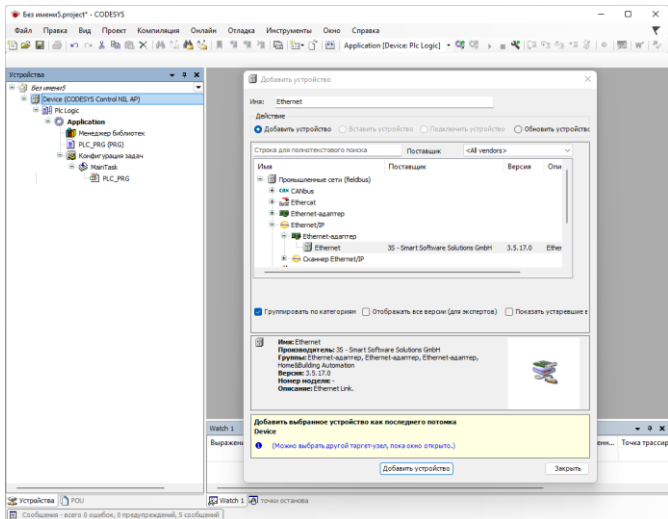 Без имени5.project* - CODESYS
Файл Правка Вид Проект Компиляция Онлайн Отладка Инструменты Окно Справка
Application [Device: Plc Logic]
Устройства
Без имени5
Device (CODESYS Control NIL AP)
Plc Logic
Application
Менеджер библиотек
PLC_PRG (PRG)
Конфигурация задач
MainTask
PLC_PRG
Добавить устройство
Имя: Ethernet
Действие
Добавить устройство Вставить устройство Подключить устройство Обновить устройство
Строка для полнотекстового поиска Поставщик <All vendors>
Имя Поставщик Версия Опи
Промышленные сети (fieldbus)
CAN CANbus
Ethercat
Ethernet-адаптер
Ethernet/IP
Ethernet-адаптер
Ethernet 3S - Smart Software Solutions GmbH 3.5.17.0 Ether
Сканнер Ethernet/IP
Группировать по категориям Отображать все версии (для экспертов) Показать устаревшие в
Имя: Ethernet
Производитель: 3S - Smart Software Solutions GmbH
Группы: Ethernet-адаптер, Ethernet-адаптер, Ethernet-адаптер,
Home&Building Automation
Версия: 3.5.17.0
Номер модели: -
Описание: Ethernet Link.
Добавить выбранное устройство как последнего потомка
Device
(Можно выбрать другой таргет-узел, пока окно открыто.)
Добавить устройство Закрыть
Watch 1
Выражени
Точка трассир
Устройства POU
Watch 1 точки останова
Сообщения - всего 0 ошибок, 0 предупреждений, 5 сообщений